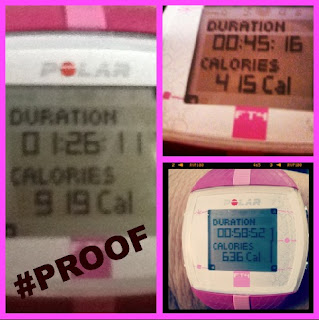 POLAR
DURATION
01:26:11
CALORIES
919 Cal
#PROOF
DURATION
00:45:16
CALORIES
415 Cal
POLAR
DURATION
00:58:52
CALORIES
636 Cal